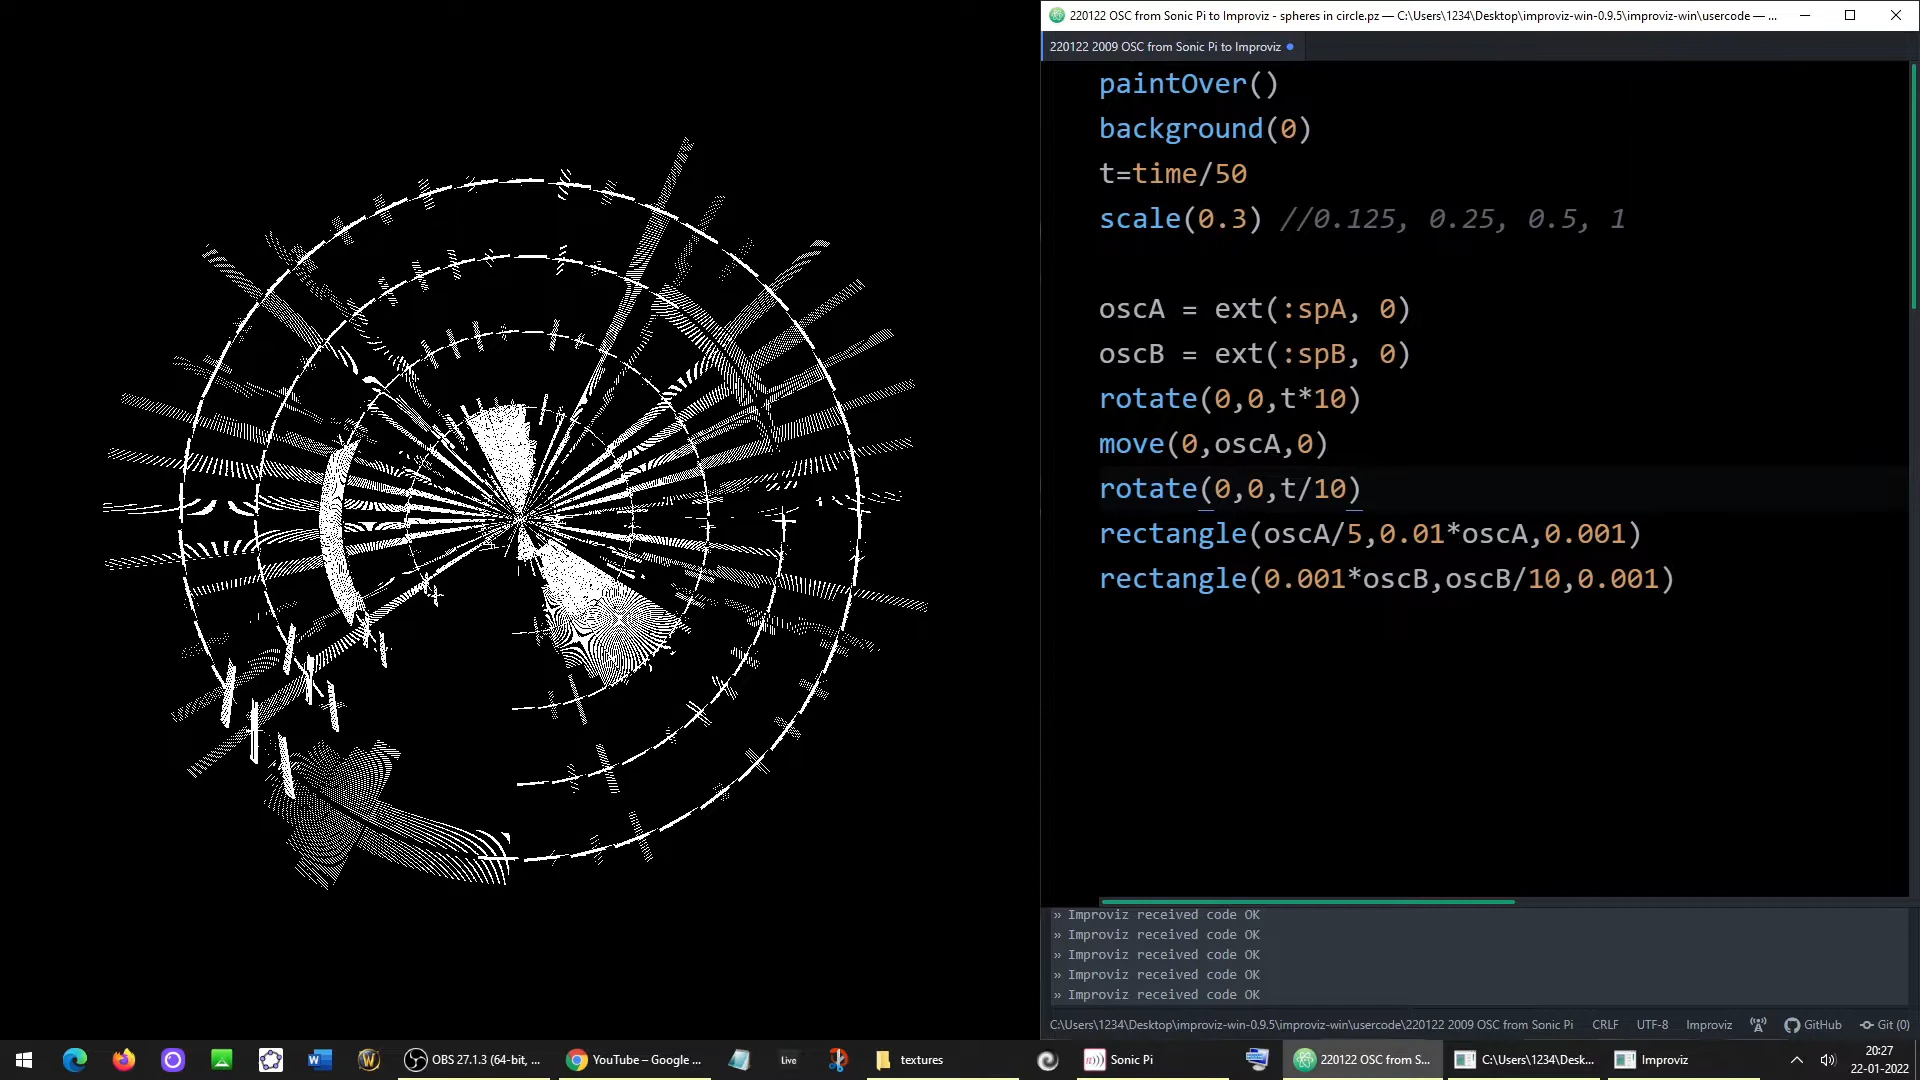 220122 OSC from Sonic Pi to Improviz - spheres in circle.pz — C:\Users\1234\Desktop\improviz-win-0.9.5\improviz-win\usercode — ...
220122 2009 OSC from Sonic Pi to Improviz
paintOver()
background(0)
t=time/50
scale(0.3) //0.125, 0.25, 0.5, 1
oscA = ext(:spA, 0)
oscB = ext(:spB, 0)
rotate(0,0,t*10)
move(0,oscA,0)
rotate(0,0,t/10)
rectangle(oscA/5,0.01*oscA,0.001)
rectangle(0.001*oscB,oscB/10,0.001)
» Improviz received code OK
» Improviz received code OK
» Improviz received code OK
» Improviz received code OK
» Improviz received code OK
C:\Users\1234\Desktop\improviz-win-0.9.5\improviz-win\usercode\220122 2009 OSC from Sonic Pi CRLF UTF-8 Improviz GitHub Git (0)
OBS 27.1.3 (64-bit, ... YouTube – Google ... Live textures Sonic Pi 220122 OSC from S... C:\Users\1234\Desk... Improviz 20:27
22-01-2022